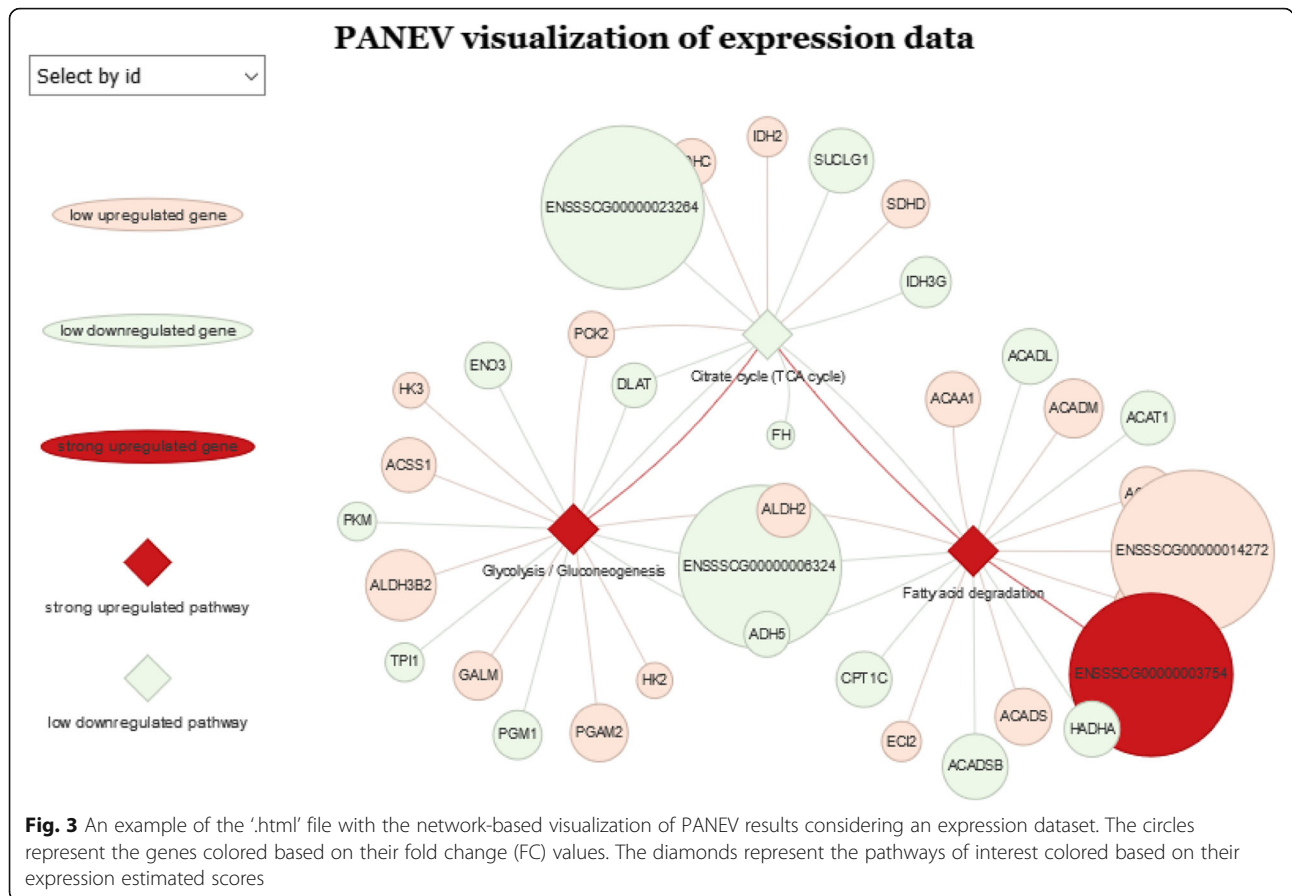 PANEV visualization of expression data
Select by id
low upregulated gene
low downregulated gene
strong upregulated gene
strong upregulated pathway
low downregulated pathway
IDH2
SUCLG1
ENSSSCG00000023264
SDHD
IDH3G
PCK2
ENO3
DLAT
Citrate cycle (TCA cycle)
ACADL
HK3
ACAA1
ACADM
ACAT1
FH
ACSS1
ALDH2
PKM
ENSSSCG00000014272
ENSSSCG00000006324
Glycolysis / Gluconeogenesis
Fatty acid degradation
ALDH3B2
ADH5
TPI1
GALM
HK2
CPT1C
ENSSSCG00000003754
PGM1
PGAM2
ECI2
ACADS
HADHA
ACADSB
Fig. 3 An example of the ‘.html’ file with the network-based visualization of PANEV results considering an expression dataset. The circles
represent the genes colored based on their fold change (FC) values. The diamonds represent the pathways of interest colored based on their
expression estimated scores